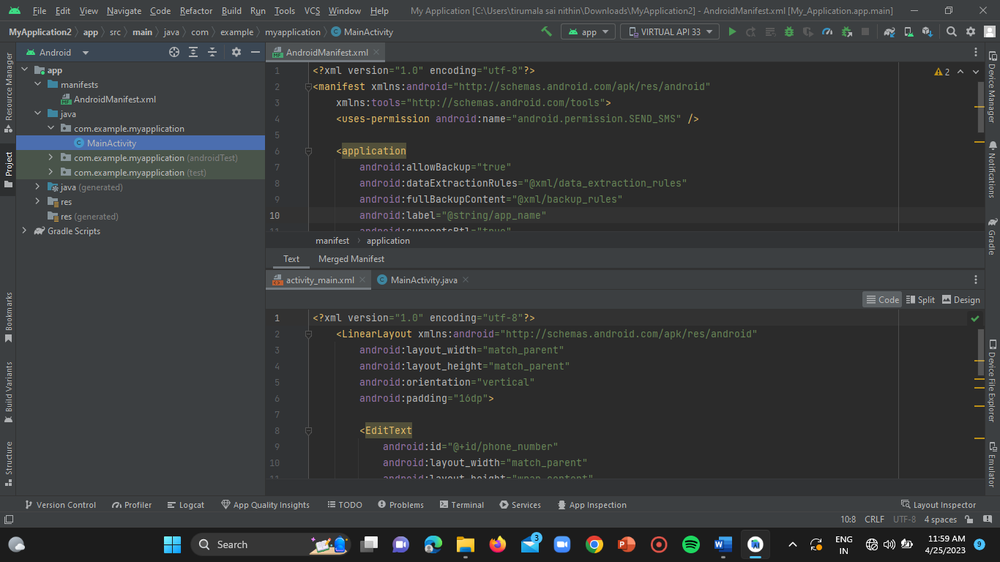 File Edit View Navigate Code Refactor Build Run Tools VCS Window Help My Application [C:\Users\tirumala sai nithin\Downloads\MyApplication2] - AndroidManifest.xml [My_Application.app.main]
MyApplication2 app src main java com example myapplication MainActivity app VIRTUAL API 33
Android
AndroidManifest.xml
app
manifests
AndroidManifest.xml
java
com.example.myapplication
MainActivity
com.example.myapplication (androidTest)
com.example.myapplication (test)
java (generated)
res
res (generated)
Gradle Scripts
Resource Manager
Project
Bookmarks
Build Variants
Structure
1 <?xml version="1.0" encoding="utf-8"?>
2 <manifest xmlns:android="http://schemas.android.com/apk/res/android"
3 xmlns:tools="http://schemas.android.com/tools">
4 <uses-permission android:name="android.permission.SEND_SMS" />
5
6 <application
7 android:allowBackup="true"
8 android:dataExtractionRules="@xml/data_extraction_rules"
9 android:fullBackupContent="@xml/backup_rules"
10 android:label="@string/app_name"
11 android:supportsRtl="true"
2
manifest application
Text Merged Manifest
activity_main.xml MainActivity.java
Code Split Design
1 <?xml version="1.0" encoding="utf-8"?>
2 <LinearLayout xmlns:android="http://schemas.android.com/apk/res/android"
3 android:layout_width="match_parent"
4 android:layout_height="match_parent"
5 android:orientation="vertical"
6 android:padding="16dp">
7
8 <EditText
9 android:id="@+id/phone_number"
10 android:layout_width="match_parent"
11 android:layout_height="wrap_content"
Device Manager
Notifications
Gradle
Device File Explorer
Emulator
Version Control Profiler Logcat App Quality Insights TODO Problems Terminal Services App Inspection Layout Inspector
10:8 CRLF UTF-8 4 spaces
Search 3 ENG 11:59 AM
IN 4/25/2023 9